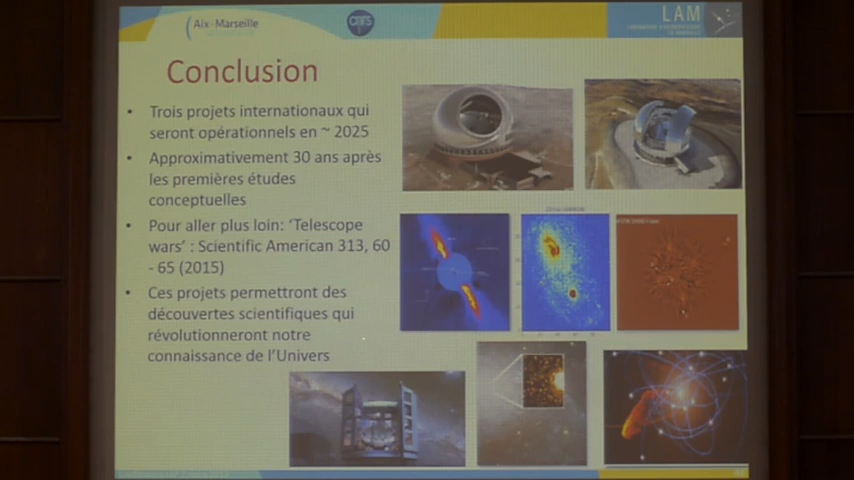 Aix-Marseille
cnrs
LAM
Conclusion
• Trois projets internationaux qui
seront opérationnels en ~ 2025
• Approximativement 30 ans après
les premières études
conceptuelles
• Pour aller plus loin: ‘Telescope
wars’ : Scientific American 313, 60
- 65 (2015)
• Ces projets permettront des
découvertes scientifiques qui
révolutionneront notre
connaissance de l’Univers